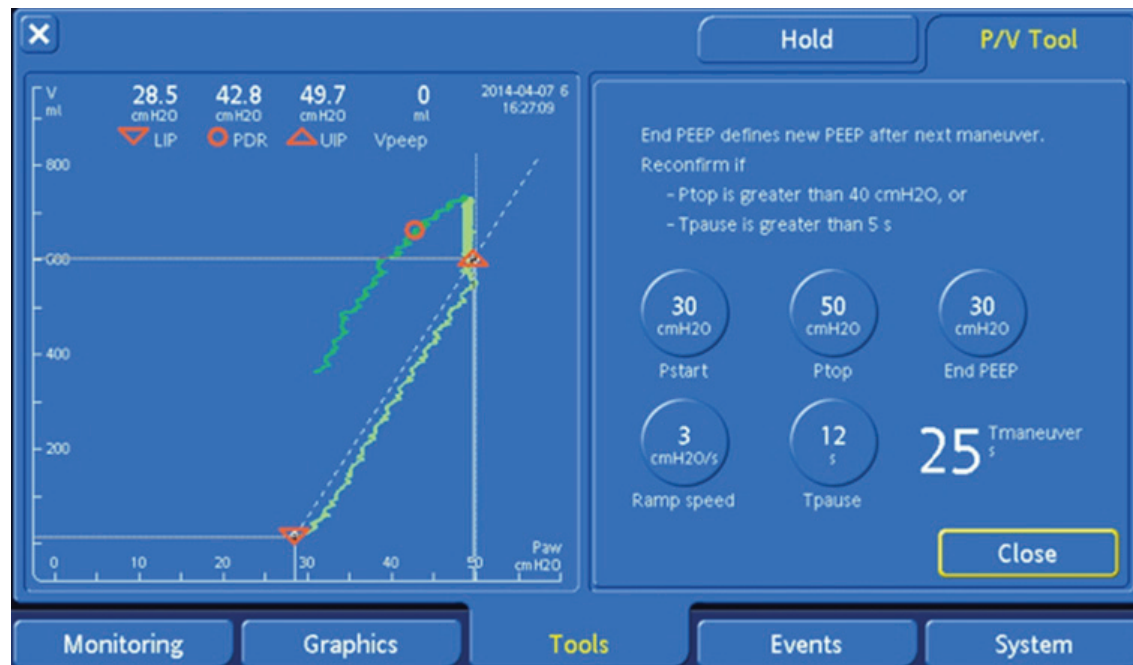 Hold
P/V Tool
V
ml
28.5
cmH2O
LIP
42.8
cmH2O
PDR
49.7
cmH2O
UIP
0
ml
Vpeep
2014-04-07 6
16:27:09
800
600
400
200
0 10 20 30 40 50
Paw
cmH2O
End PEEP defines new PEEP after next maneuver.
Reconfirm if
- Ptop is greater than 40 cmH2O, or
- Tpause is greater than 5 s
30
cmH2O
Pstart
50
cmH2O
Ptop
30
cmH2O
End PEEP
3
cmH2O/s
Ramp speed
12
s
Tpause
25 Tmaneuver
s
Close
Monitoring
Graphics
Tools
Events
System